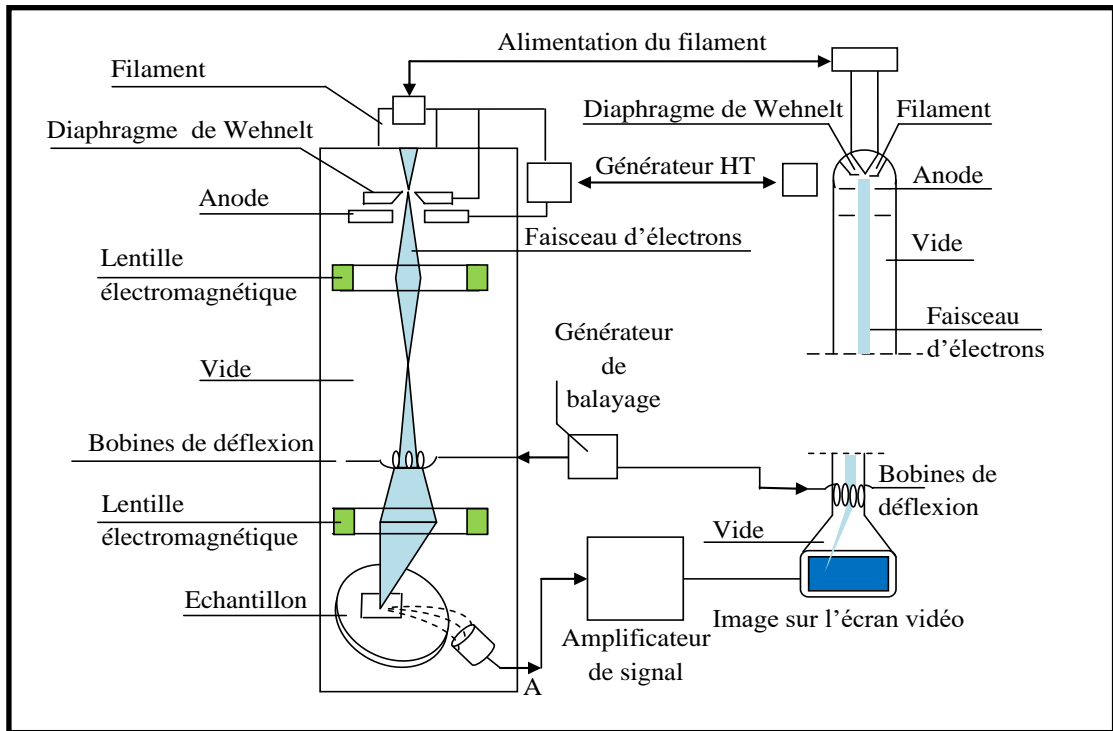 Alimentation du filament
Filament
Diaphragme de Wehnelt
Filament
Diaphragme de Wehnelt
Générateur HT
Anode
Anode
Faisceau d'électrons
Vide
Lentille
électromagnétique
Faisceau
d'électrons
Générateur
de
balayage
Vide
Bobines de déflexion
Bobines de
déflexion
Lentille
électromagnétique
Vide
Echantillon
Image sur l'écran vidéo
Amplificateur
de signal
A